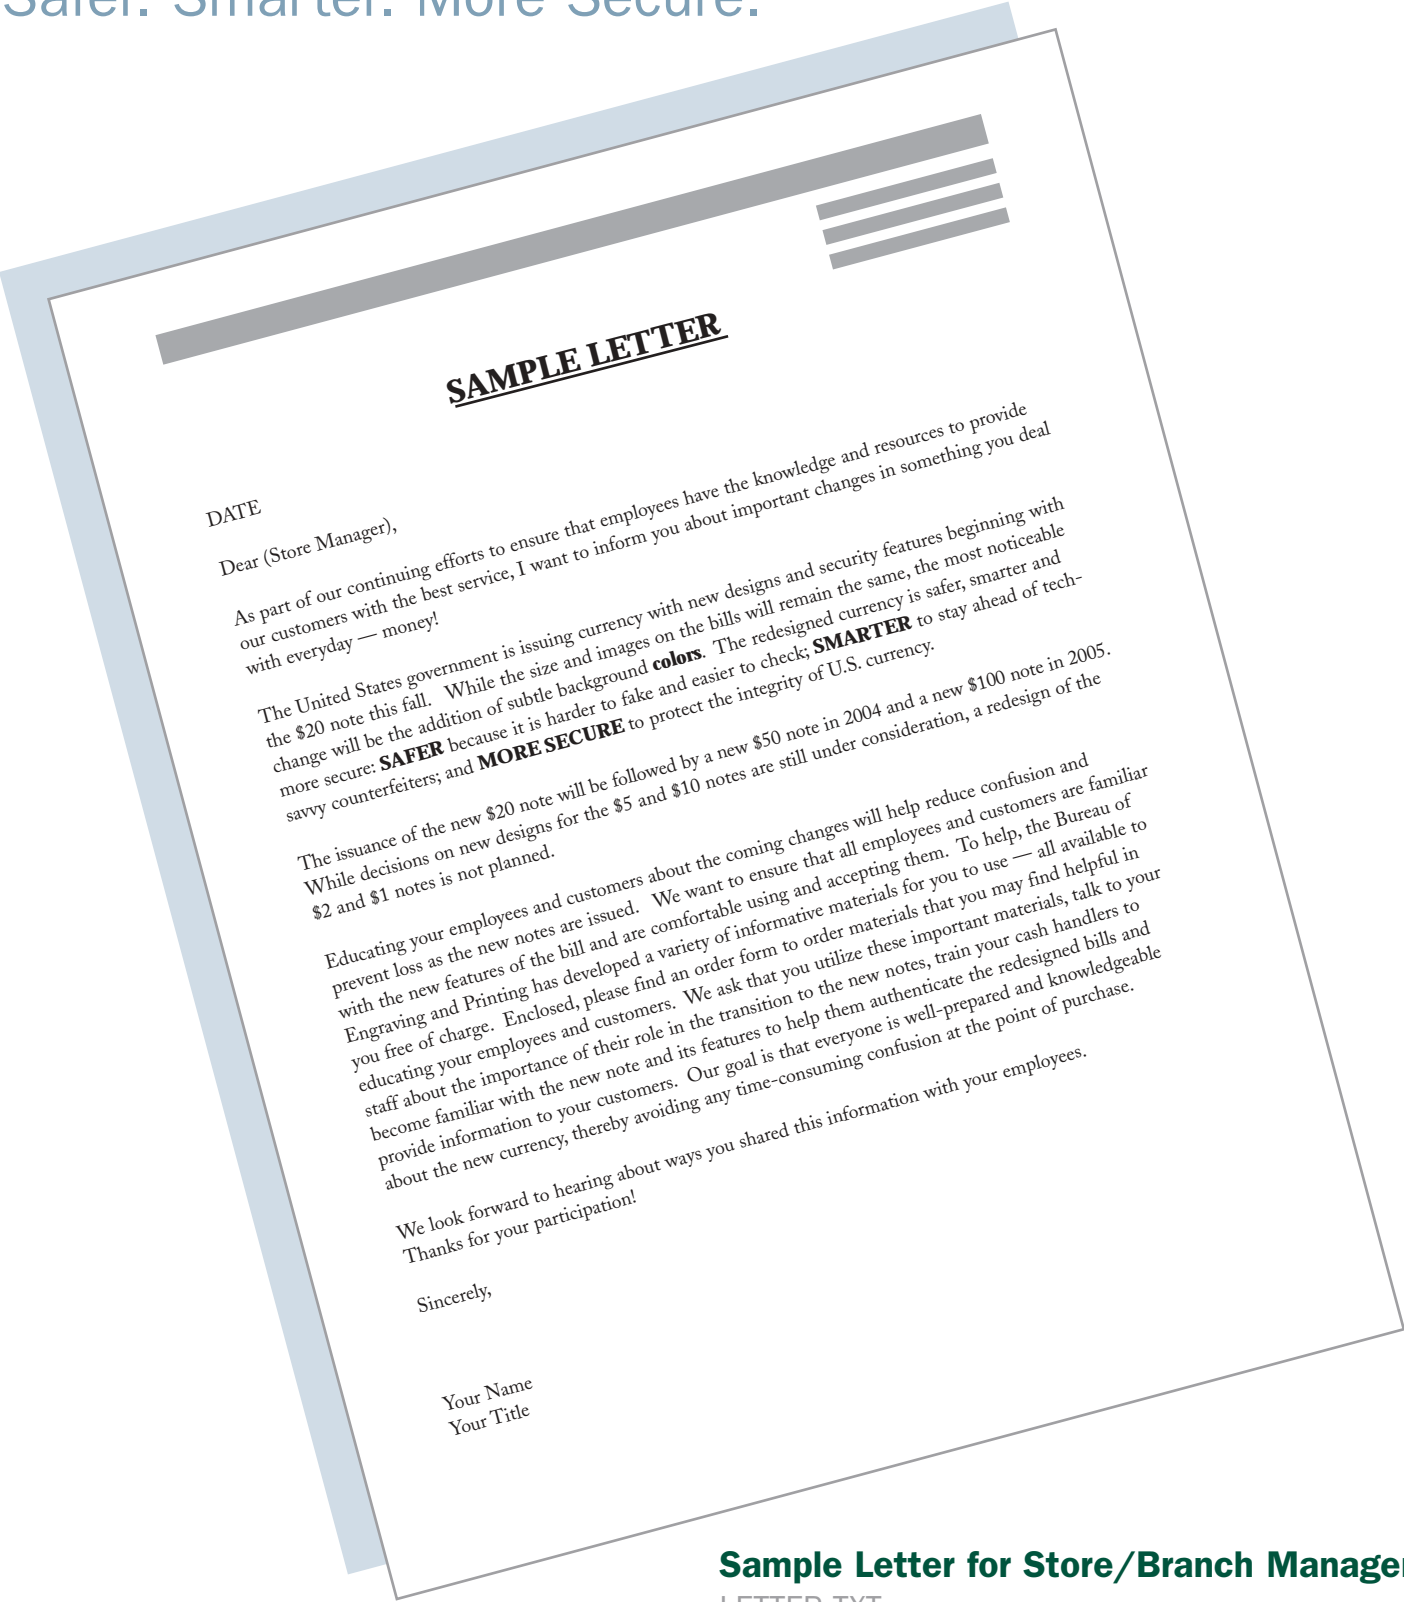 Safer. Smarter. More Secure.
SAMPLE LETTER
DATE
Dear (Store Manager),
As part of our continuing efforts to ensure that employees have the knowledge and resources to provide
our customers with the best service, I want to inform you about important changes in something you deal
with everyday — money!
The United States government is issuing currency with new designs and security features beginning with
the $20 note this fall. While the size and images on the bills will remain the same, the most noticeable
change will be the addition of subtle background colors. The redesigned currency is safer, smarter and
more secure: SAFER because it is harder to fake and easier to check; SMARTER to stay ahead of tech-
savvy counterfeiters; and MORE SECURE to protect the integrity of U.S. currency.
The issuance of the new $20 note will be followed by a new $50 note in 2004 and a new $100 note in 2005.
While decisions on new designs for the $5 and $10 notes are still under consideration, a redesign of the
$2 and $1 notes is not planned.
Educating your employees and customers about the coming changes will help reduce confusion and
prevent loss as the new notes are issued. We want to ensure that all employees and customers are familiar
with the new features of the bill and are comfortable using and accepting them. To help, the Bureau of
Engraving and Printing has developed a variety of informative materials for you to use — all available to
you free of charge. Enclosed, please find an order form to order materials that you may find helpful in
educating your employees and customers. We ask that you utilize these important materials, talk to your
staff about the importance of their role in the transition to the new notes, train your cash handlers to
become familiar with the new note and its features to help them authenticate the redesigned bills and
provide information to your customers. Our goal is that everyone is well-prepared and knowledgeable
about the new currency, thereby avoiding any time-consuming confusion at the point of purchase.
We look forward to hearing about ways you shared this information with your employees.
Thanks for your participation!
Sincerely,
Your Name
Your Title
Sample Letter for Store/Branch Manager
LETTER.TXT